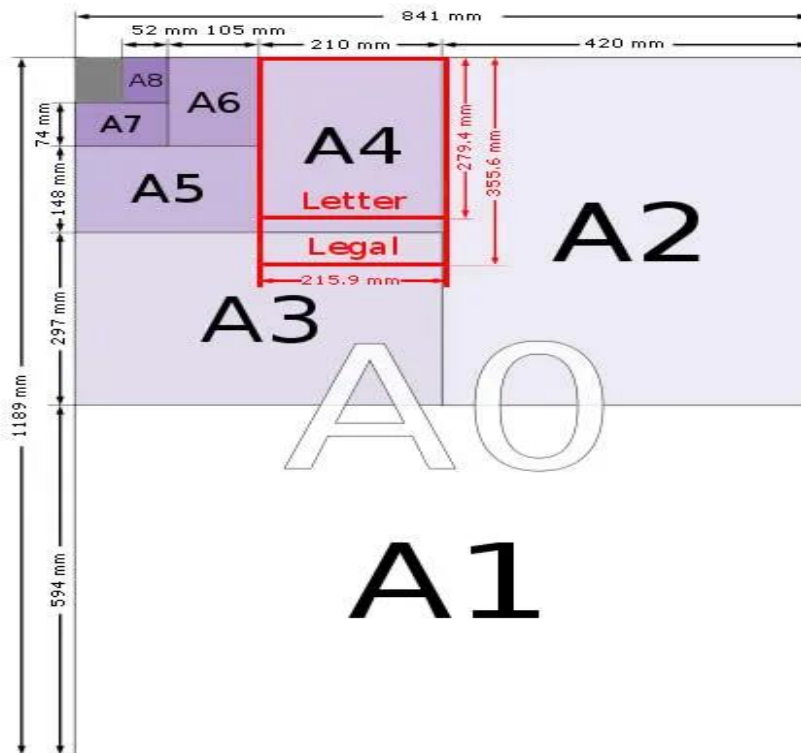 841 mm
52 mm 105 mm
210 mm
420 mm
A8
A6
A7
74 mm
A4
279.4 mm
355.6 mm
A5
148 mm
Letter
A2
Legal
215.9 mm
A3
297 mm
1189 mm
A0
A1
594 mm